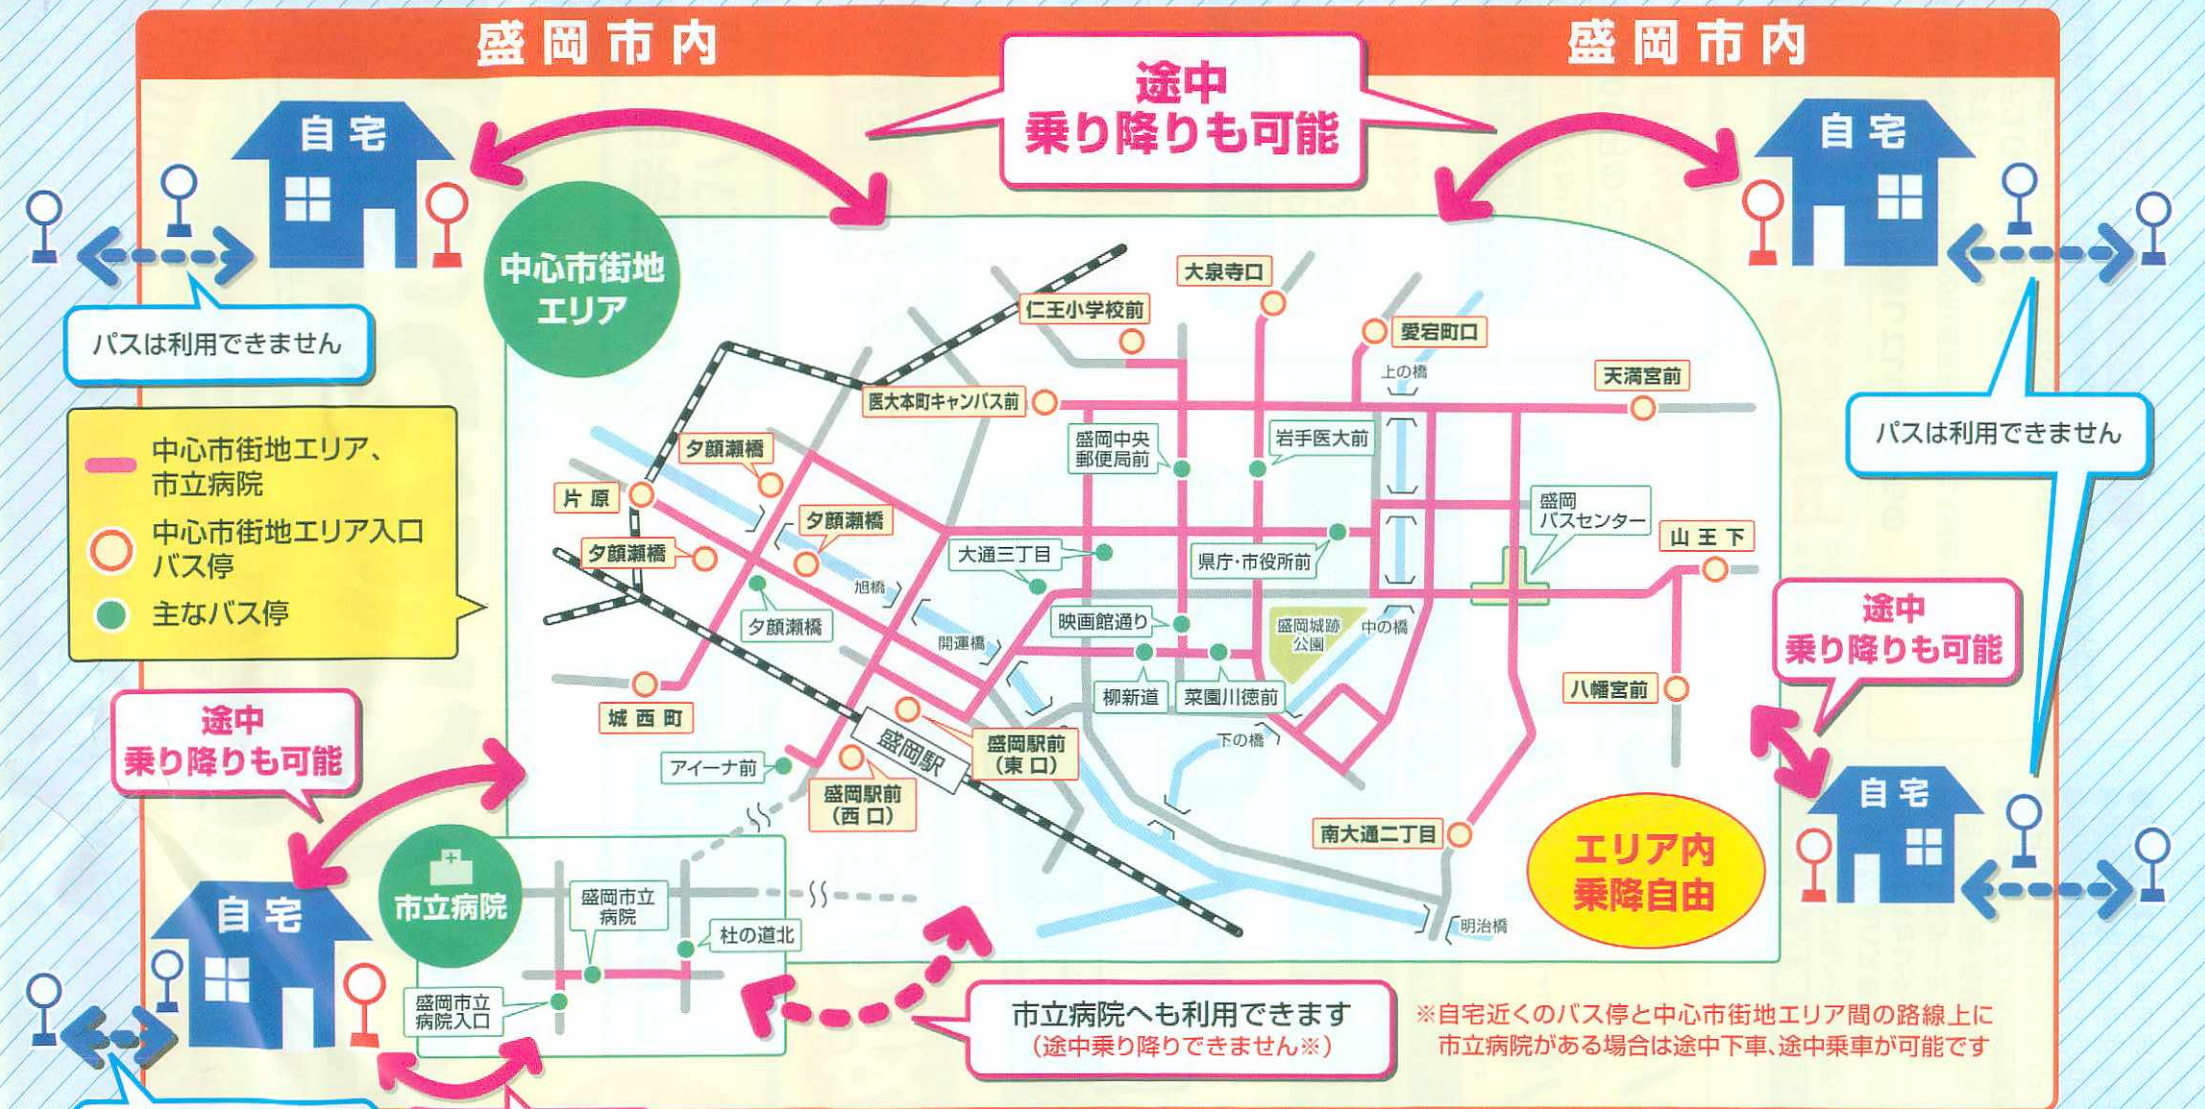 盛岡市内
盛岡市内
途中
乗り降りも可能
自宅
自宅
中心市街地
エリア
パスは利用できません
パスは利用できません
中心市街地エリア、
市立病院
中心市街地エリア入口
バス停
主なバス停
大泉寺口
仁王小学校前
愛宕町口
上の橋
天満宮前
医大本町キャンパス前
盛岡中央
郵便局前
岩手医大前
夕顔瀬橋
片原
夕顔瀬橋
夕顔瀬橋
盛岡
バスセンター
山王下
大通三丁目
県庁・市役所前
旭橋
夕顔瀬橋
開運橋
映画館通り
盛岡城跡
公園
中の橋
柳新道
菜園川徳前
八幡宮前
城西町
下の橋
盛岡駅
盛岡駅前
(東口)
アイーナ前
盛岡駅前
(西口)
南大通二丁目
明治橋
途中
乗り降りも可能
自宅
エリア内
乗降自由
途中
乗り降りも可能
自宅
市立病院
盛岡市立
病院
杜の道北
盛岡市立
病院入口
市立病院へも利用できます
(途中乗り降りできません※)
※自宅近くのバス停と中心市街地エリア間の路線上に
市立病院がある場合は途中下車、途中乗車が可能です